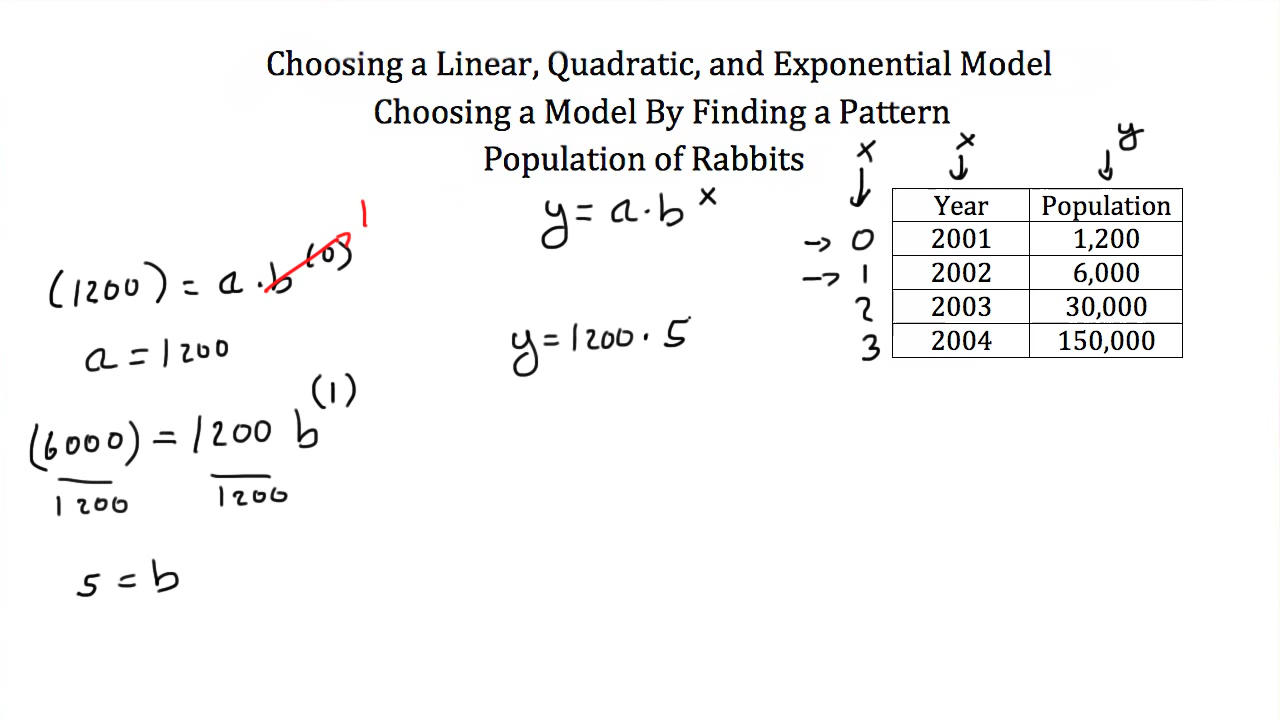 Choosing a Linear, Quadratic, and Exponential Model
Choosing a Model By Finding a Pattern
Population of Rabbits
x
↓
x
↓
y
↓
Year Population
→ 0 2001 1,200
→ 1 2002 6,000
2 2003 30,000
3 2004 150,000
y = a · b^x
y = 1200 · 5
(1200) = a · b^(0) 1
a = 1200
(6000) = 1200 b^(1)
1200 1200
5 = b